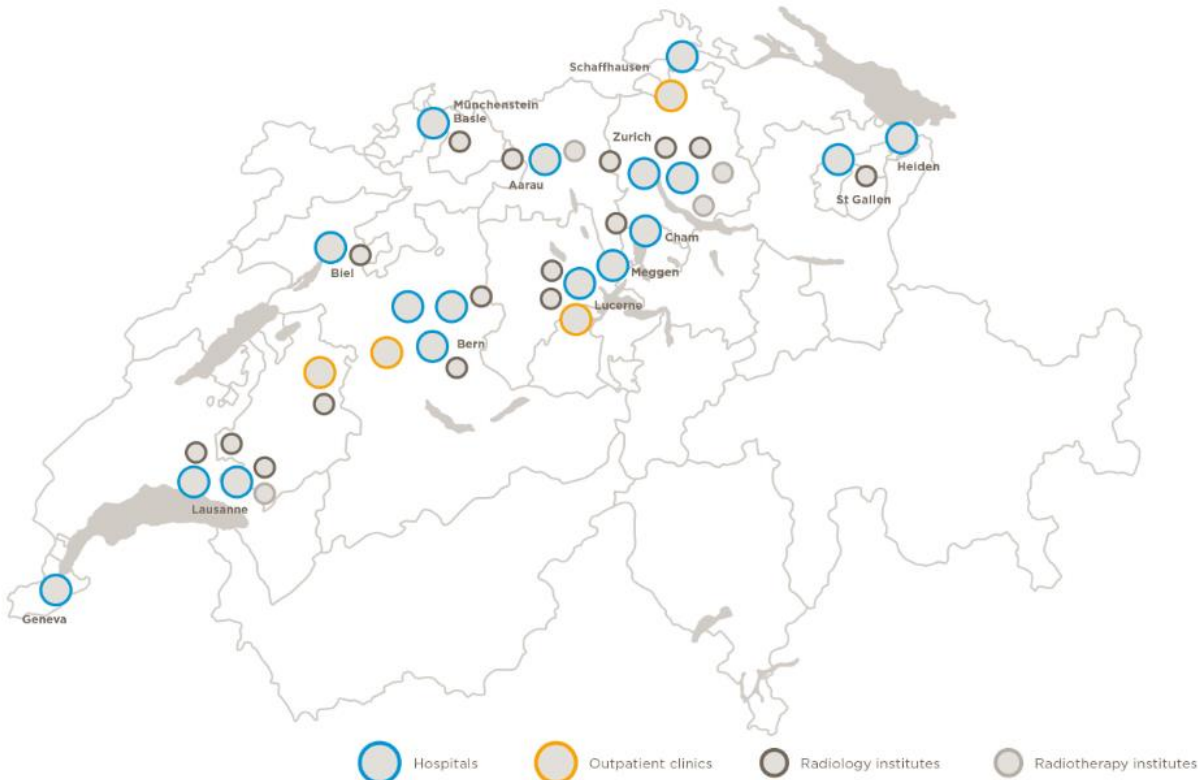 Schaffhausen
Münchenstein
Basle
Zurich
Aarau
Heiden
St Gallen
Cham
Biel
Meggen
Lucerne
Bern
Lausanne
Geneva
Hospitals
Outpatient clinics
Radiology institutes
Radiotherapy institutes